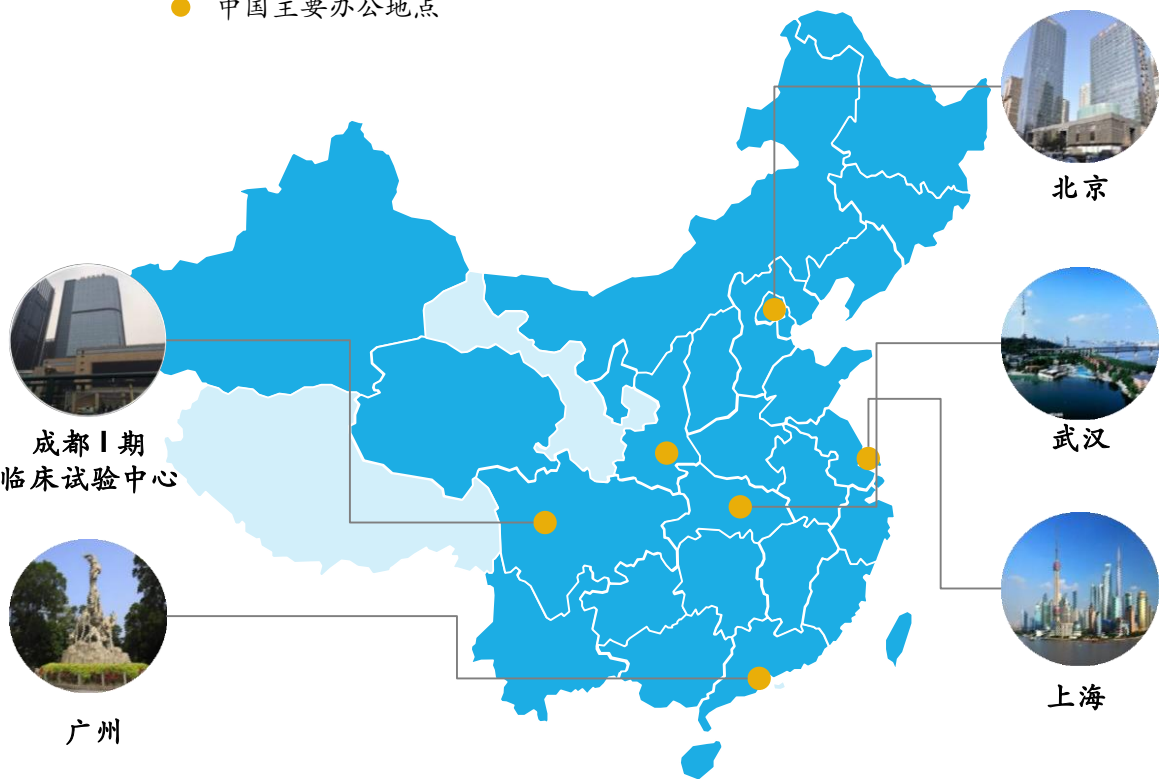 中国主要办公地点
北京
武汉
成都Ⅰ期
临床试验中心
上海
广州